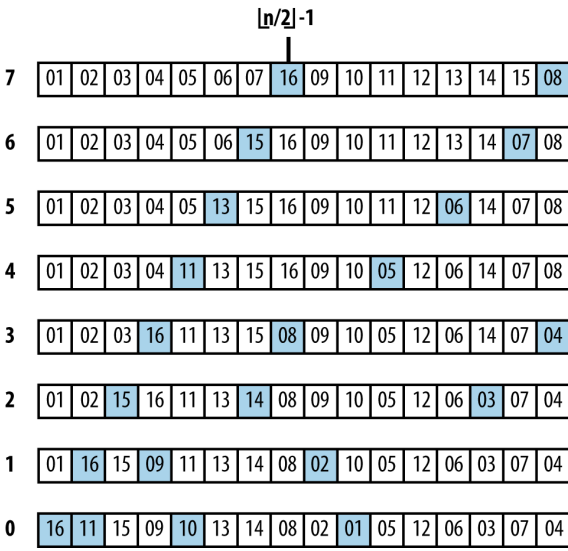 ⌊n/2⌋-1
7 01 02 03 04 05 06 07 16 09 10 11 12 13 14 15 08
6 01 02 03 04 05 06 15 16 09 10 11 12 13 14 07 08
5 01 02 03 04 05 13 15 16 09 10 11 12 06 14 07 08
4 01 02 03 04 11 13 15 16 09 10 05 12 06 14 07 08
3 01 02 03 16 11 13 15 08 09 10 05 12 06 14 07 04
2 01 02 15 16 11 13 14 08 09 10 05 12 06 03 07 04
1 01 16 15 09 11 13 14 08 02 10 05 12 06 03 07 04
0 16 11 15 09 10 13 14 08 02 01 05 12 06 03 07 04